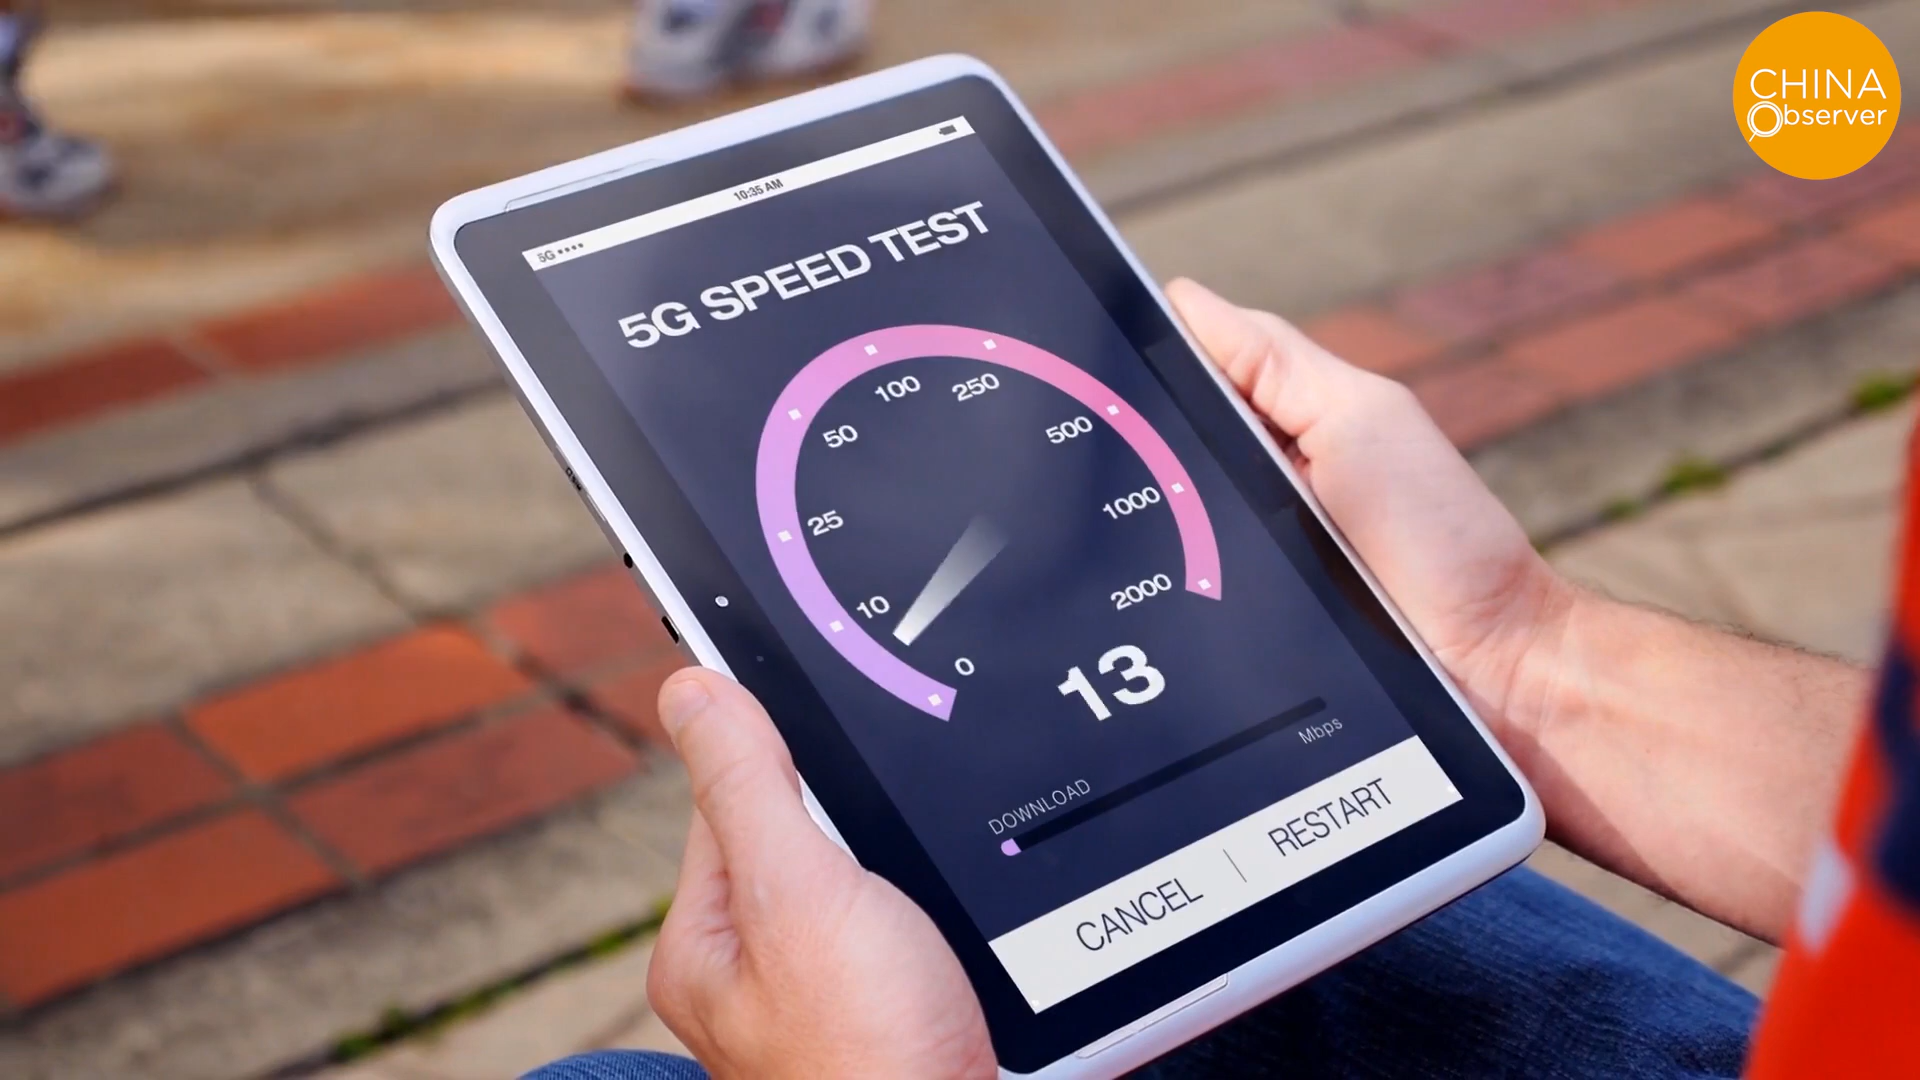 CHINA
Observer
5G
10:35 AM
5G SPEED TEST
0
10
25
50
100
250
500
1000
2000
13
Mbps
DOWNLOAD
CANCEL
RESTART